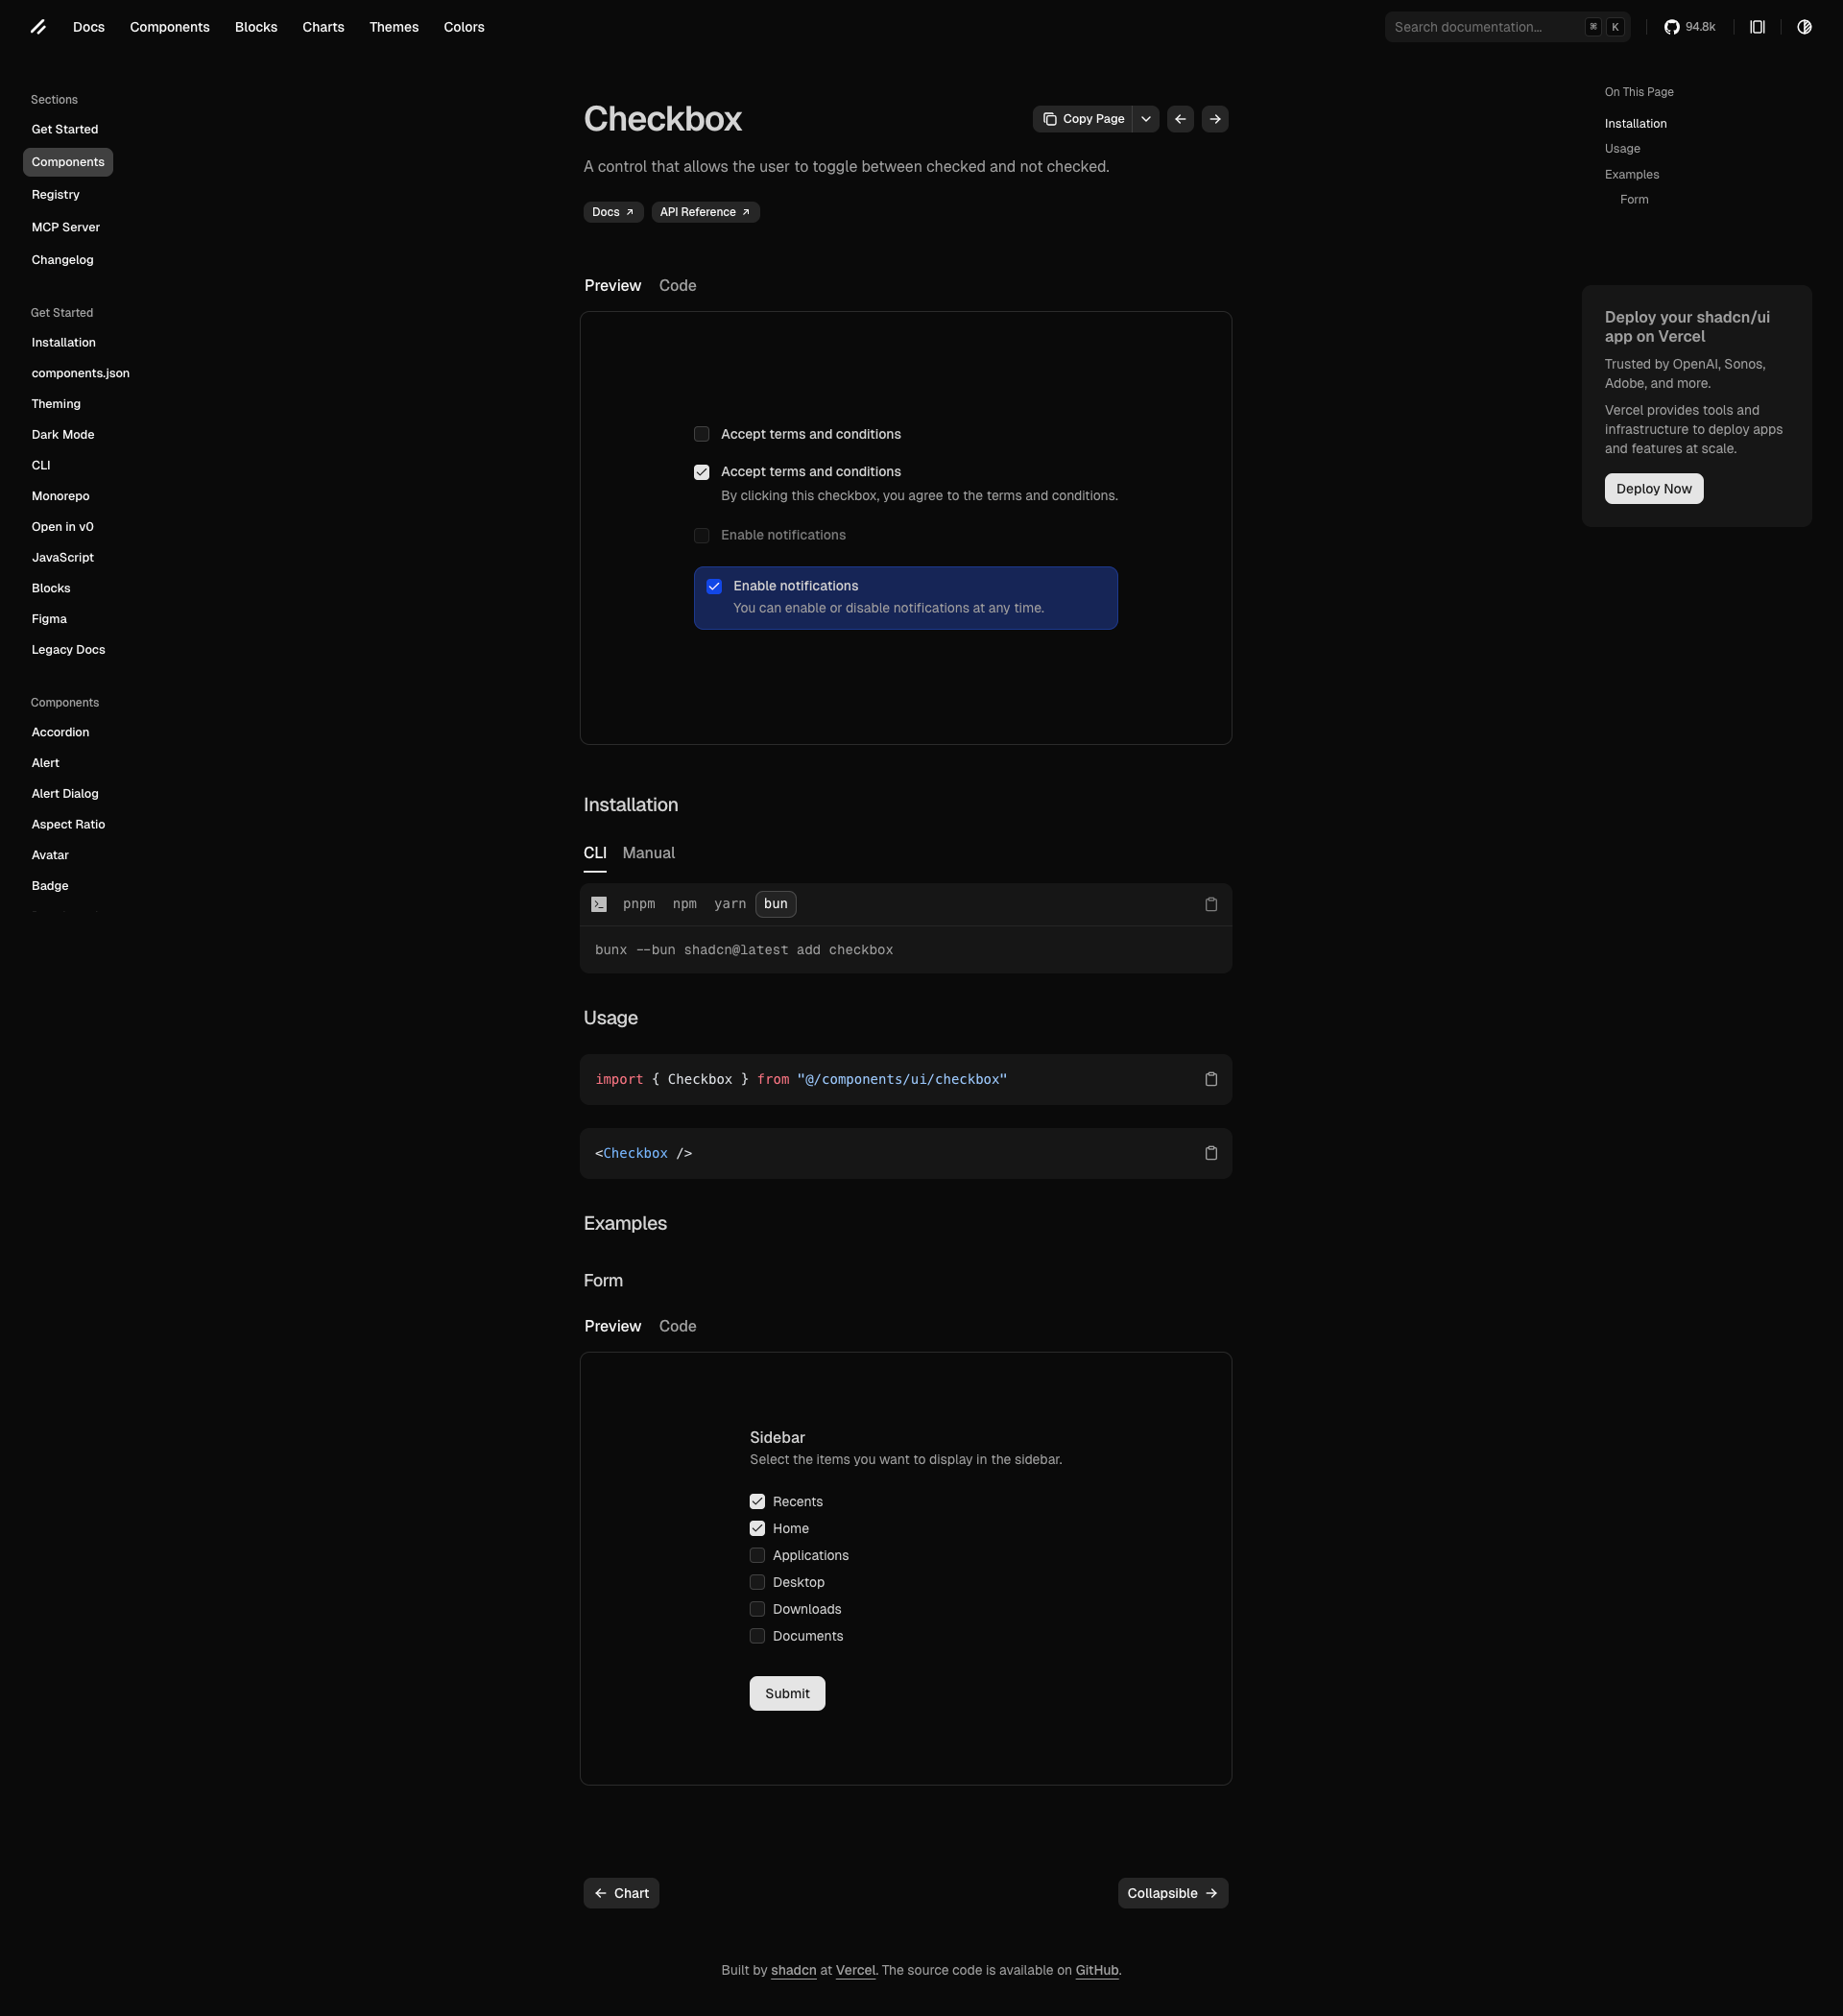 Docs Components Blocks Charts Themes Colors Search documentation... ⌘ K 94.8k
Sections
Get Started
Components
Registry
MCP Server
Changelog
Get Started
Installation
components.json
Theming
Dark Mode
CLI
Monorepo
Open in v0
JavaScript
Blocks
Figma
Legacy Docs
Components
Accordion
Alert
Alert Dialog
Aspect Ratio
Avatar
Badge
Checkbox
Copy Page
A control that allows the user to toggle between checked and not checked.
Docs API Reference
Preview Code
Accept terms and conditions
Accept terms and conditions
By clicking this checkbox, you agree to the terms and conditions.
Enable notifications
Enable notifications
You can enable or disable notifications at any time.
Installation
CLI Manual
pnpm npm yarn bun
bunx --bun shadcn@latest add checkbox
Usage
import { Checkbox } from "@/components/ui/checkbox"
<Checkbox />
Examples
Form
Preview Code
Sidebar
Select the items you want to display in the sidebar.
Recents
Home
Applications
Desktop
Downloads
Documents
Submit
Chart
Collapsible
On This Page
Installation
Usage
Examples
Form
Deploy your shadcn/ui
app on Vercel
Trusted by OpenAI, Sonos,
Adobe, and more.
Vercel provides tools and
infrastructure to deploy apps
and features at scale.
Deploy Now
Built by shadcn at Vercel. The source code is available on GitHub.